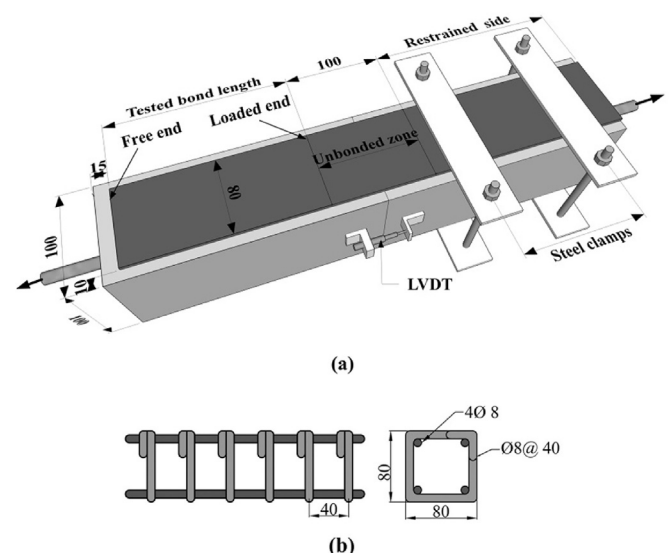 Restrained side
100
Tested bond length
Loaded end
Free end
Unbonded zone
15
80
100
10
100
LVDT
Steel clamps
(a)
4Ø 8
Ø8@ 40
80
40
80
(b)